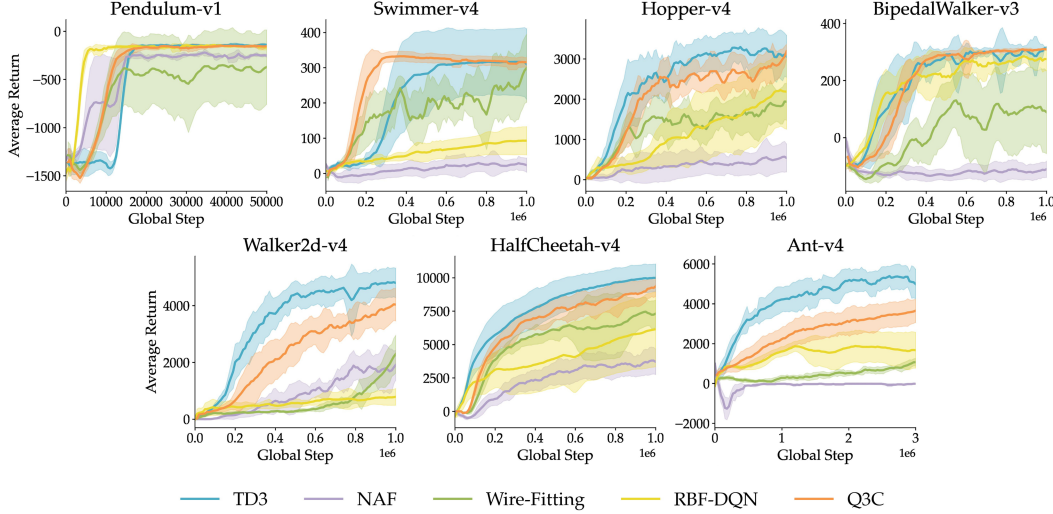 Pendulum-v1
Swimmer-v4
Hopper-v4
BipedalWalker-v3
Average Return
0
−500
−1000
−1500
0 10000 20000 30000 40000 50000
Global Step
400
300
200
100
0
0.0 0.2 0.4 0.6 0.8 1.0
1e6
Global Step
3000
2000
1000
0
0.0 0.2 0.4 0.6 0.8 1.0
1e6
Global Step
400
200
0
0.0 0.2 0.4 0.6 0.8 1.0
1e6
Global Step
Walker2d-v4
HalfCheetah-v4
Ant-v4
Average Return
4000
2000
0
0.0 0.2 0.4 0.6 0.8 1.0
1e6
Global Step
10000
7500
5000
2500
0
0.0 0.2 0.4 0.6 0.8 1.0
1e6
Global Step
6000
4000
2000
0
−2000
0 1 2 3
1e6
Global Step
TD3 NAF Wire-Fitting RBF-DQN Q3C